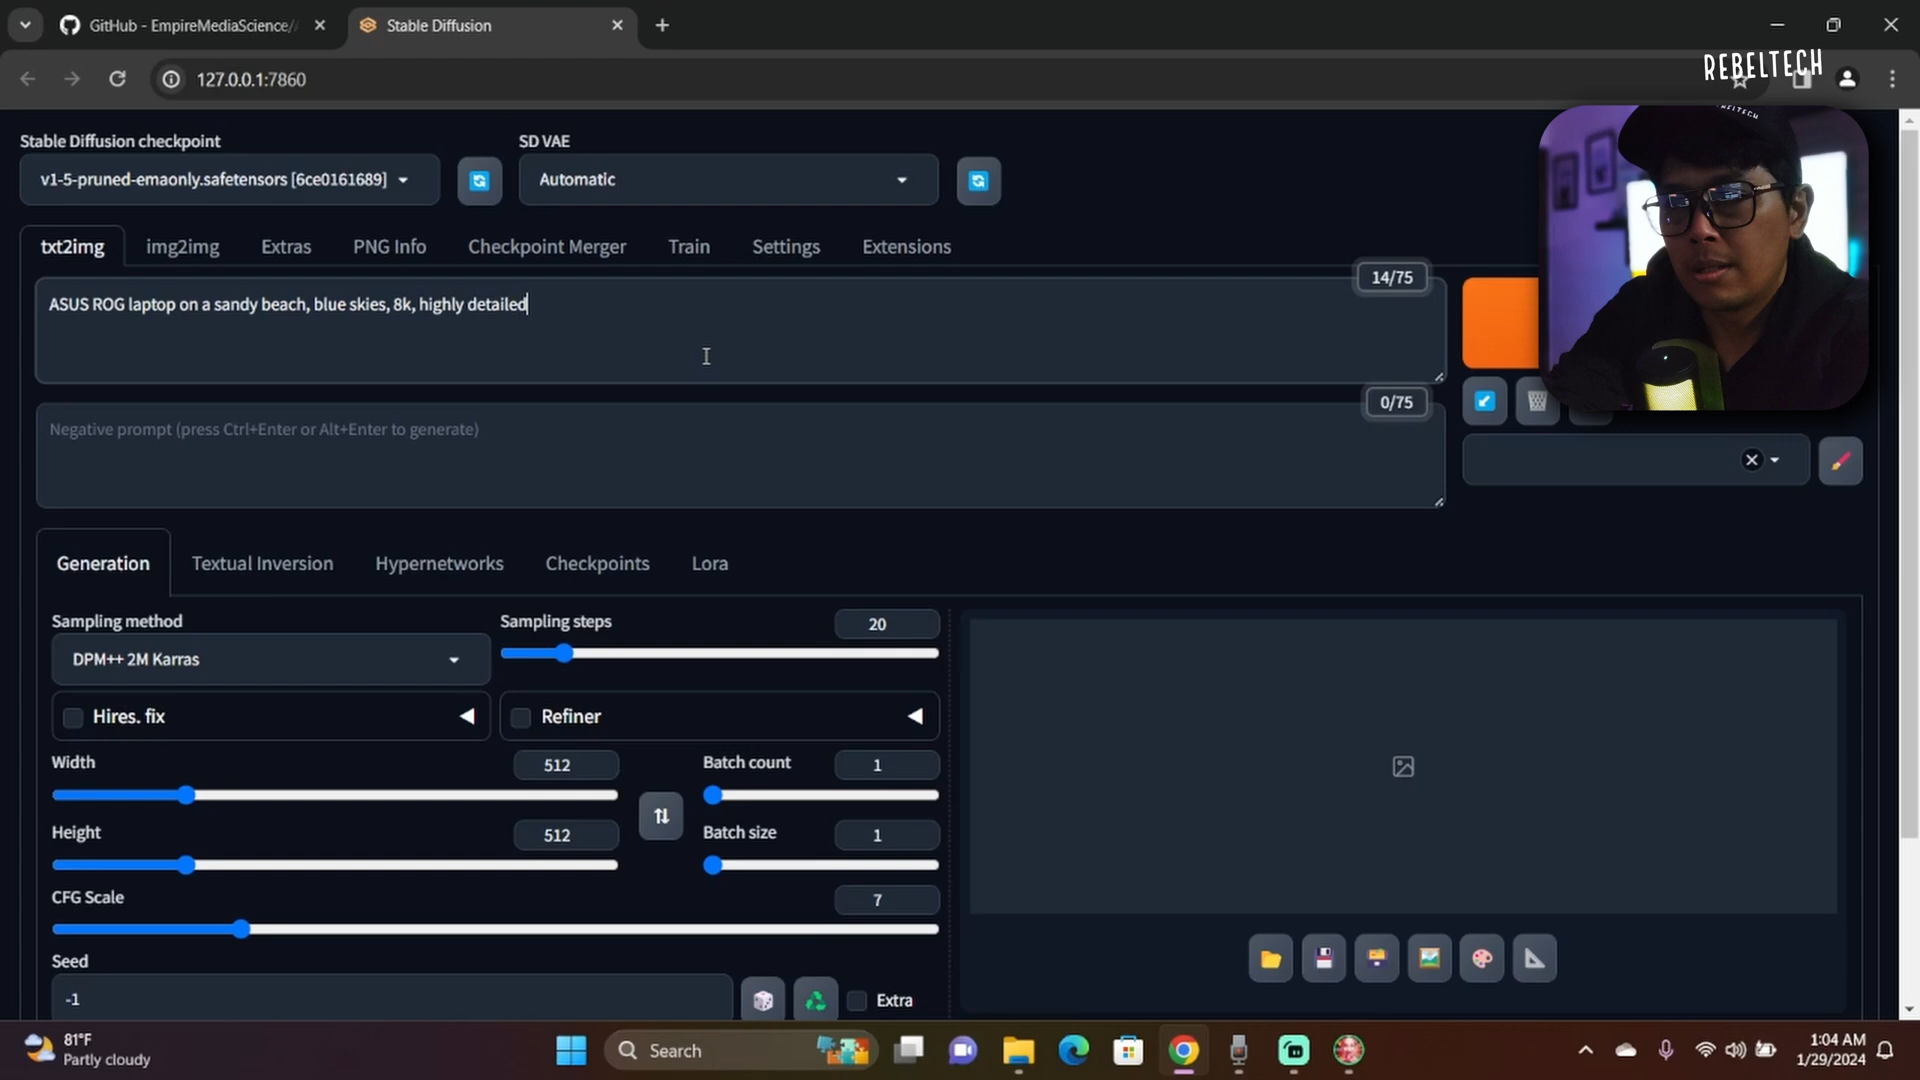 GitHub - EmpireMediaScience/
Stable Diffusion
127.0.0.1:7860
REBELTECH
Stable Diffusion checkpoint
SD VAE
v1-5-pruned-emaonly.safetensors [6ce0161689]
Automatic
txt2img
img2img
Extras
PNG Info
Checkpoint Merger
Train
Settings
Extensions
14/75
ASUS ROG laptop on a sandy beach, blue skies, 8k, highly detailed
0/75
Negative prompt (press Ctrl+Enter or Alt+Enter to generate)
Generation
Textual Inversion
Hypernetworks
Checkpoints
Lora
Sampling method
Sampling steps
20
DPM++ 2M Karras
Hires. fix
Refiner
Width
512
Batch count
1
Height
512
Batch size
1
CFG Scale
7
Seed
-1
Extra
81°F
Partly cloudy
Search
1:04 AM
1/29/2024